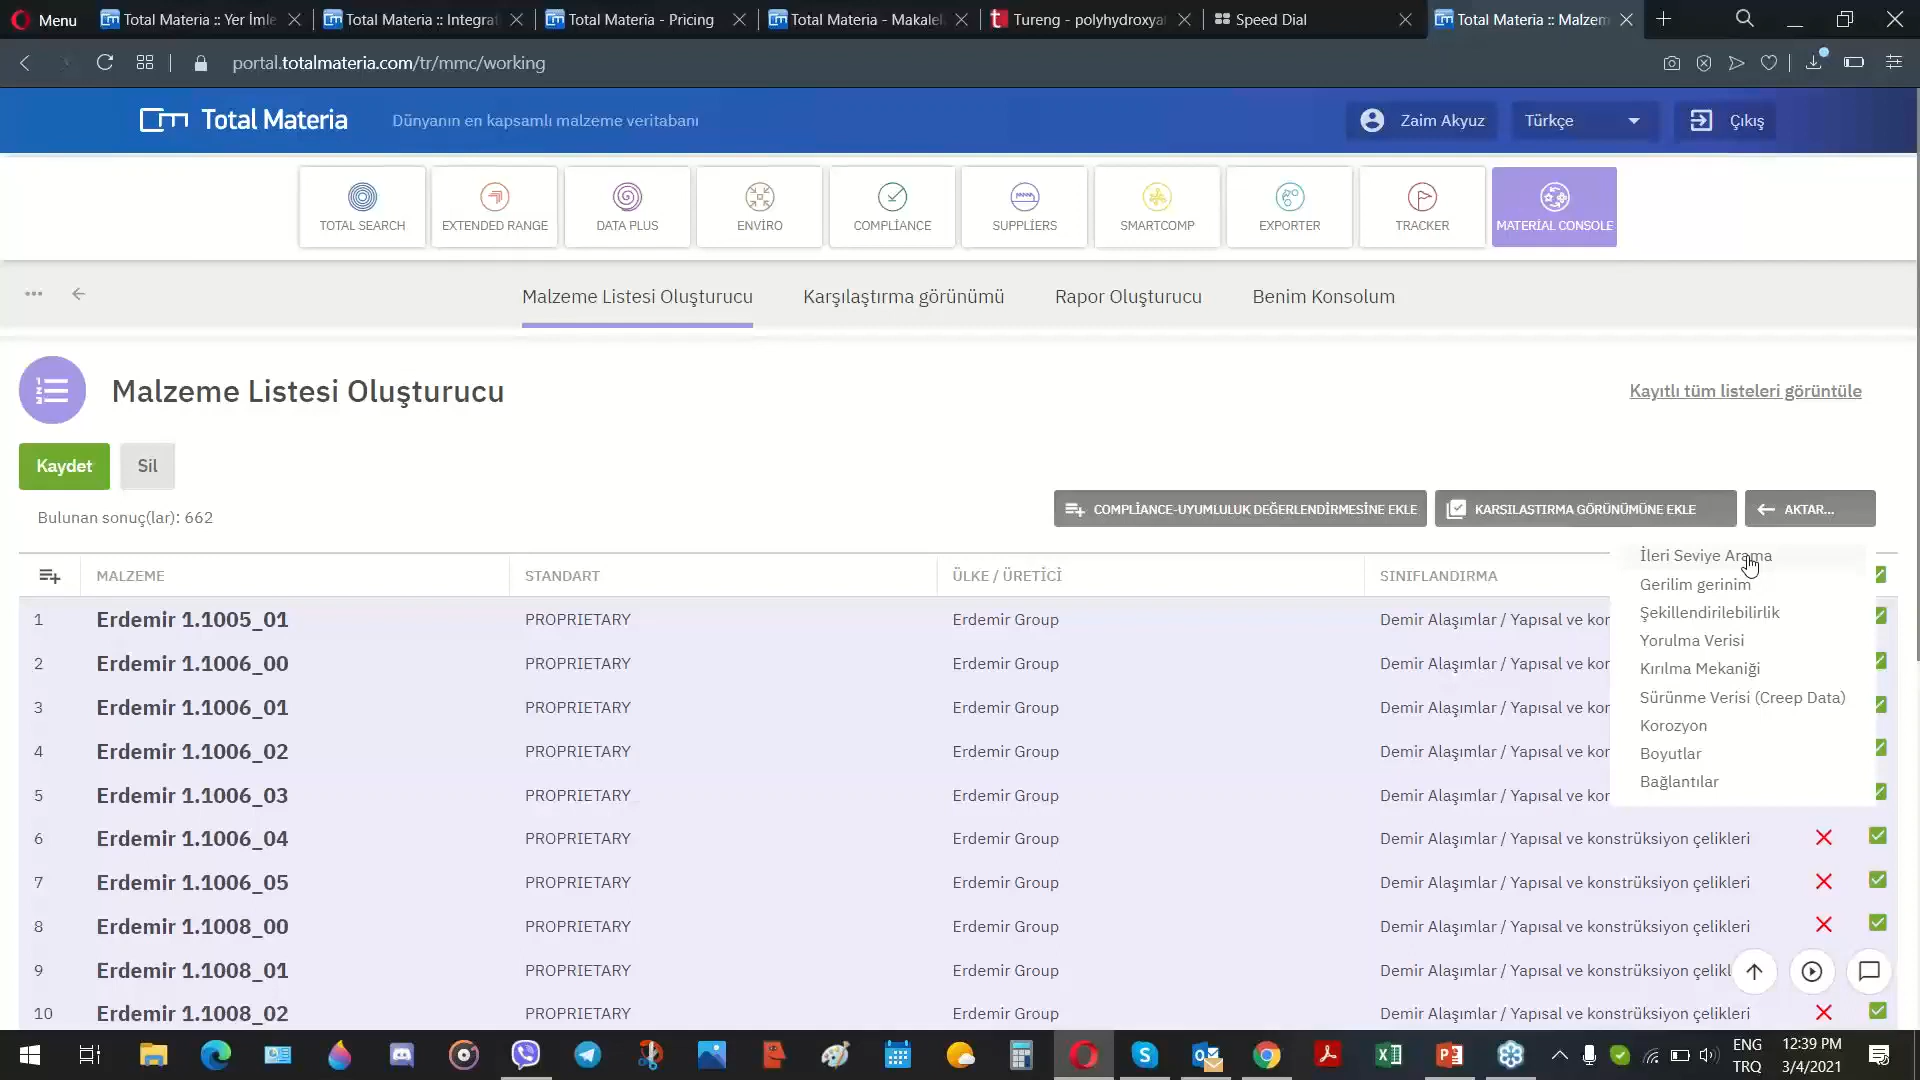 Menu
Total Materia :: Yer İmle
Total Materia :: Integrat
Total Materia - Pricing
Total Materia - Makalel
Tureng - polyhydroxya
Speed Dial
Total Materia :: Malzem
portal.totalmateria.com/tr/mmc/working
Total Materia
Dünyanın en kapsamlı malzeme veritabanı
Zaim Akyuz
Türkçe
Çıkış
TOTAL SEARCH
EXTENDED RANGE
DATA PLUS
ENVİRO
COMPLİANCE
SUPPLİERS
SMARTCOMP
EXPORTER
TRACKER
MATERİAL CONSOLE
Malzeme Listesi Oluşturucu
Karşılaştırma görünümü
Rapor Oluşturucu
Benim Konsolum
Malzeme Listesi Oluşturucu
Kayıtlı tüm listeleri görüntüle
Kaydet
Sil
Bulunan sonuç(lar): 662
COMPLİANCE-UYUMLULUK DEĞERLENDİRMESİNE EKLE
KARŞILAŞTIRMA GÖRÜNÜMÜNE EKLE
AKTAR...
İleri Seviye Arama
Gerilim gerinim
Şekillendirilebilirlik
Yorulma Verisi
Kırılma Mekaniği
Sürünme Verisi (Creep Data)
Korozyon
Boyutlar
Bağlantılar
MALZEME STANDART ÜLKE / ÜRETİCİ SINIFLANDIRMA
1 Erdemir 1.1005_01 PROPRIETARY Erdemir Group Demir Alaşımlar / Yapısal ve kor
2 Erdemir 1.1006_00 PROPRIETARY Erdemir Group Demir Alaşımlar / Yapısal ve kor
3 Erdemir 1.1006_01 PROPRIETARY Erdemir Group Demir Alaşımlar / Yapısal ve kor
4 Erdemir 1.1006_02 PROPRIETARY Erdemir Group Demir Alaşımlar / Yapısal ve kor
5 Erdemir 1.1006_03 PROPRIETARY Erdemir Group Demir Alaşımlar / Yapısal ve kor
6 Erdemir 1.1006_04 PROPRIETARY Erdemir Group Demir Alaşımlar / Yapısal ve konstrüksiyon çelikleri
7 Erdemir 1.1006_05 PROPRIETARY Erdemir Group Demir Alaşımlar / Yapısal ve konstrüksiyon çelikleri
8 Erdemir 1.1008_00 PROPRIETARY Erdemir Group Demir Alaşımlar / Yapısal ve konstrüksiyon çelikleri
9 Erdemir 1.1008_01 PROPRIETARY Erdemir Group Demir Alaşımlar / Yapısal ve konstrüksiyon çelikl
10 Erdemir 1.1008_02 PROPRIETARY Erdemir Group Demir Alaşımlar / Yapısal ve konstrüksiyon çelikleri
ENG
TRQ
12:39 PM
3/4/2021